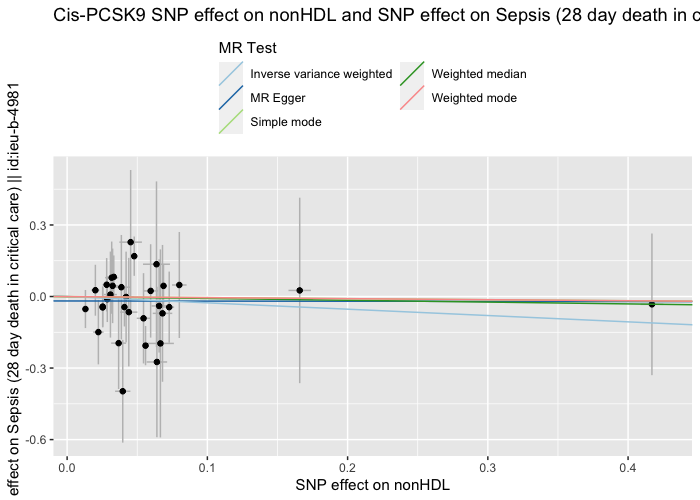 Cis-PCSK9 SNP effect on nonHDL and SNP effect on Sepsis (28 day death in c
MR Test
Inverse variance weighted
Weighted median
MR Egger
Weighted mode
Simple mode
effect on Sepsis (28 day death in critical care) || id:ieu-b-4981
0.3
0.0
-0.3
-0.6
0.0 0.1 0.2 0.3 0.4
SNP effect on nonHDL